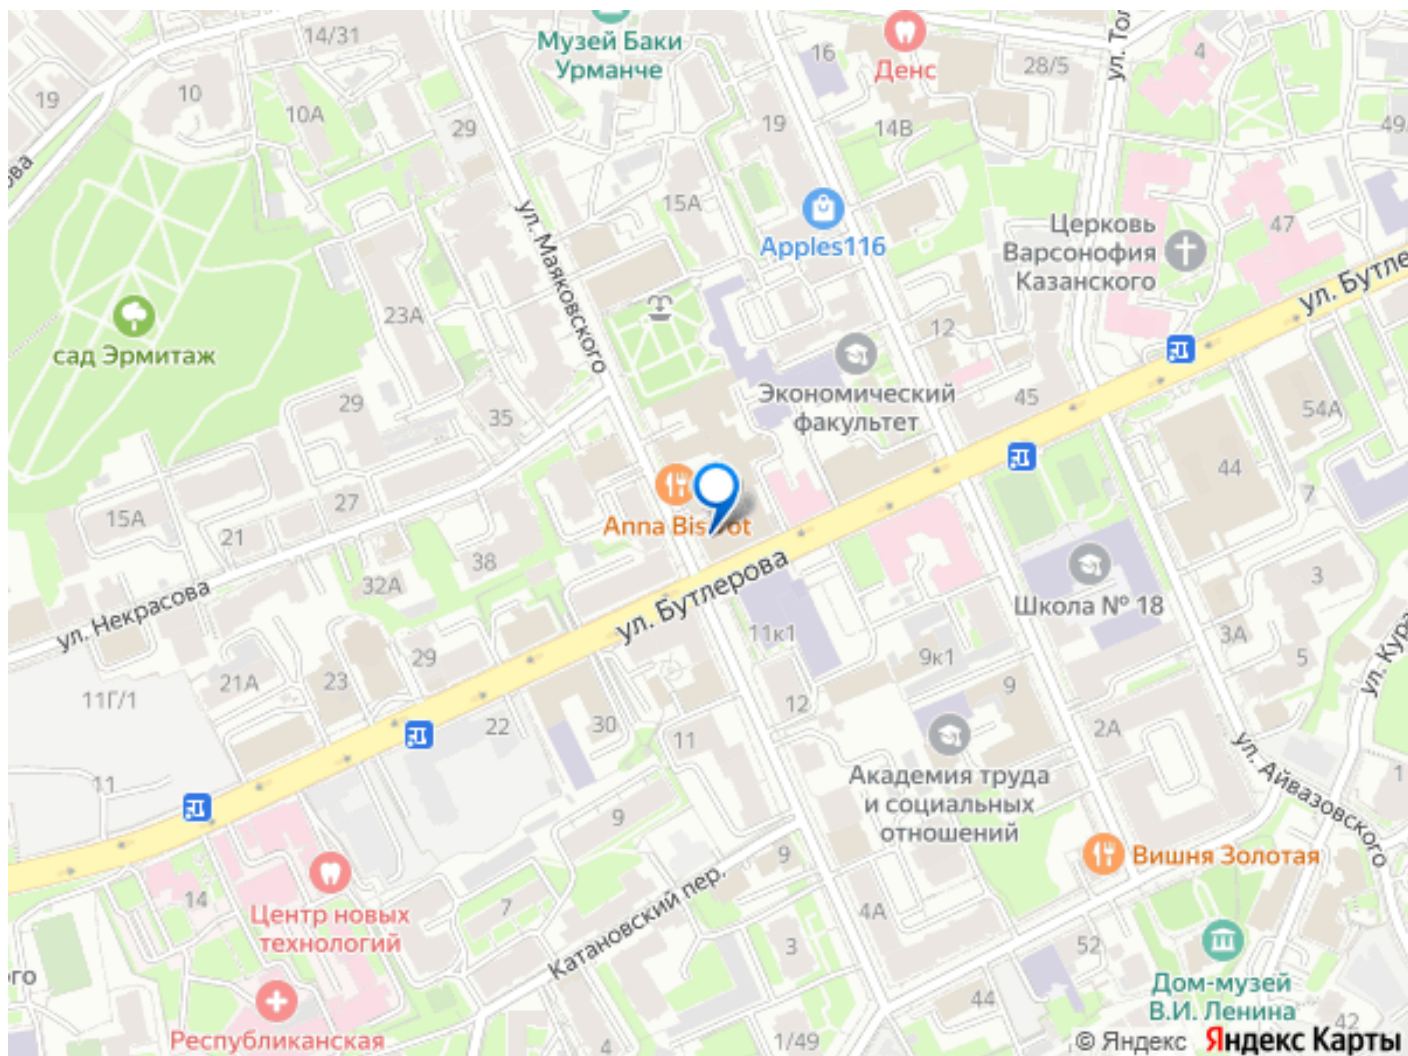 14/31
Музей Баки
Урманче
16
Денс
28/5
ул. Тол
4
19
10
10А
29
19
14В
49/
ова
15А
ул. Маяковского
Apples116
Церковь
Варсонофия
Казанского
47
ул. Бутле
23А
12
сад Эрмитаж
Экономический
факультет
45
54А
29
35
44
7
27
15А
21
Anna Bis
ot
38
32А
ул. Бутлерова
Школа № 18
3
ул. Некрасова
11к1
3А
5
ул. Кура
29
9к1
9
21А
23
11Г/1
12
22
30
11
2А
ул. Айвазовского
11
Академия труда
и социальных
отношений
1
9
9
Вишня Золотая
14
Центр новых
технологий
7
Катановский пер.
4А
3
52
го
Дом-музей
В.И. Ленина
44
42
Республиканская
4
1/49
© Яндекс Яндекс Карты